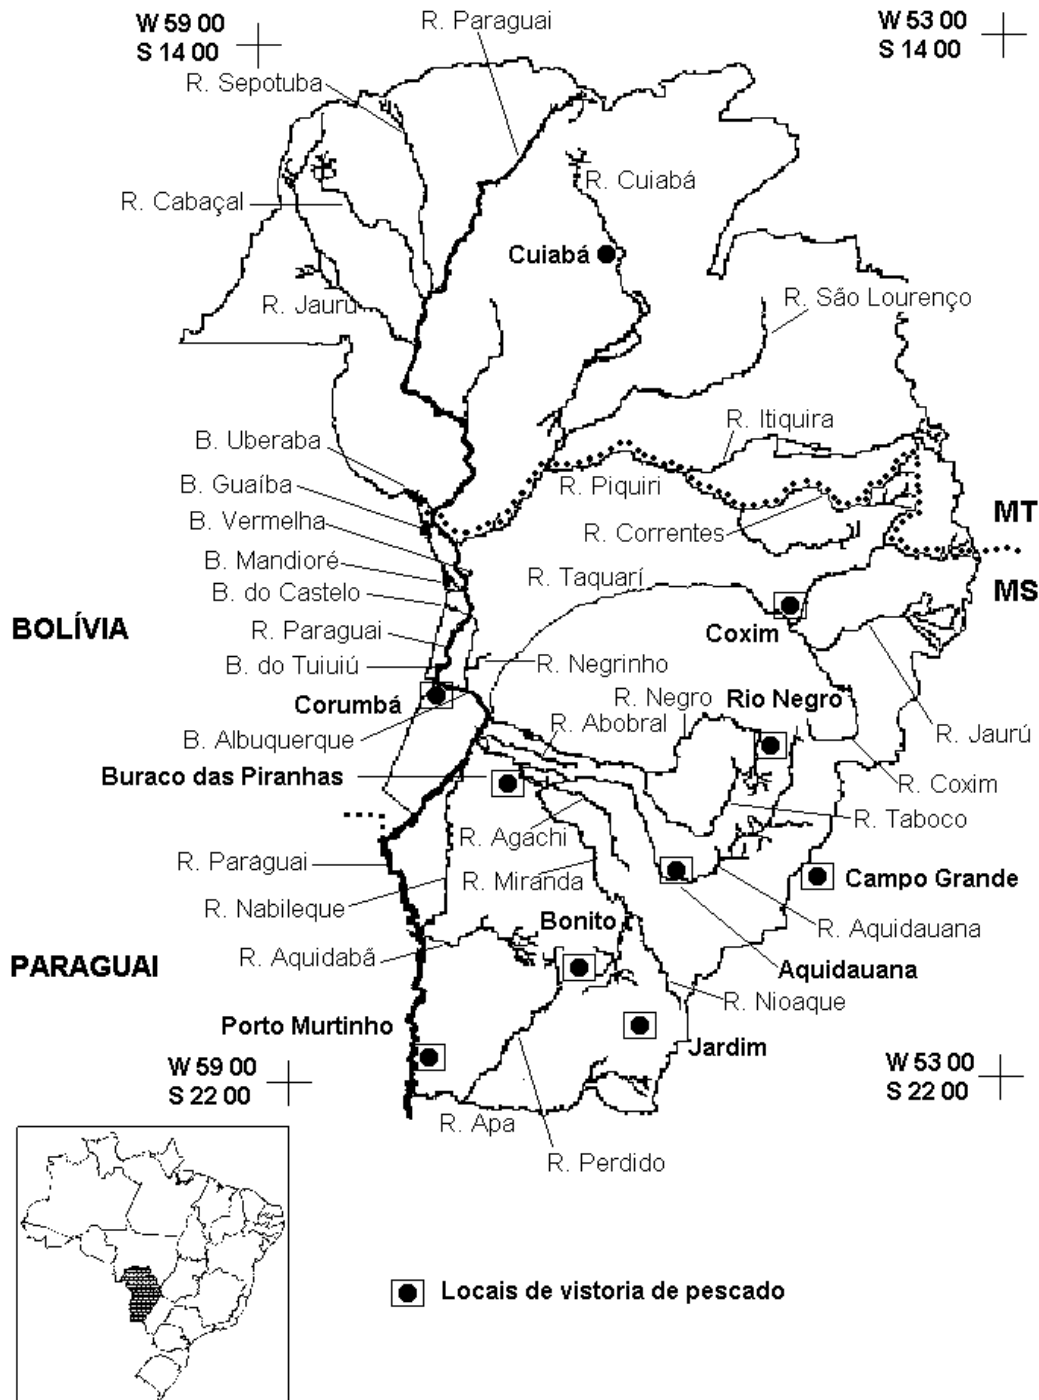 W 59 00
S 14 00
R. Paraguai
W 53 00
S 14 00
R. Sepotuba
R. Cuiabá
R. Cabaçal
Cuiabá
R. Jaurú
R. São Lourenço
R. Itiquira
B. Uberaba
R. Piquiri
B. Guaíba
MT
B. Vermelha
R. Correntes
B. Mandioré
R. Taquarí
B. do Castelo
MS
BOLÍVIA
R. Paraguai
Coxim
B. do Tuiuiú
R. Negrinho
Corumbá
R. Negro
Rio Negro
R. Abobral
R. Jaurú
B. Albuquerque
Buraco das Piranhas
R. Coxim
R. Taboco
R. Agachi
R. Paraguai
R. Miranda
Campo Grande
R. Nabileque
Bonito
R. Aquidauana
R. Aquidabã
PARAGUAI
Aquidauana
R. Nioaque
Porto Murtinho
Jardim
W 59 00
S 22 00
W 53 00
S 22 00
R. Apa
R. Perdido
Locais de vistoria de pescado